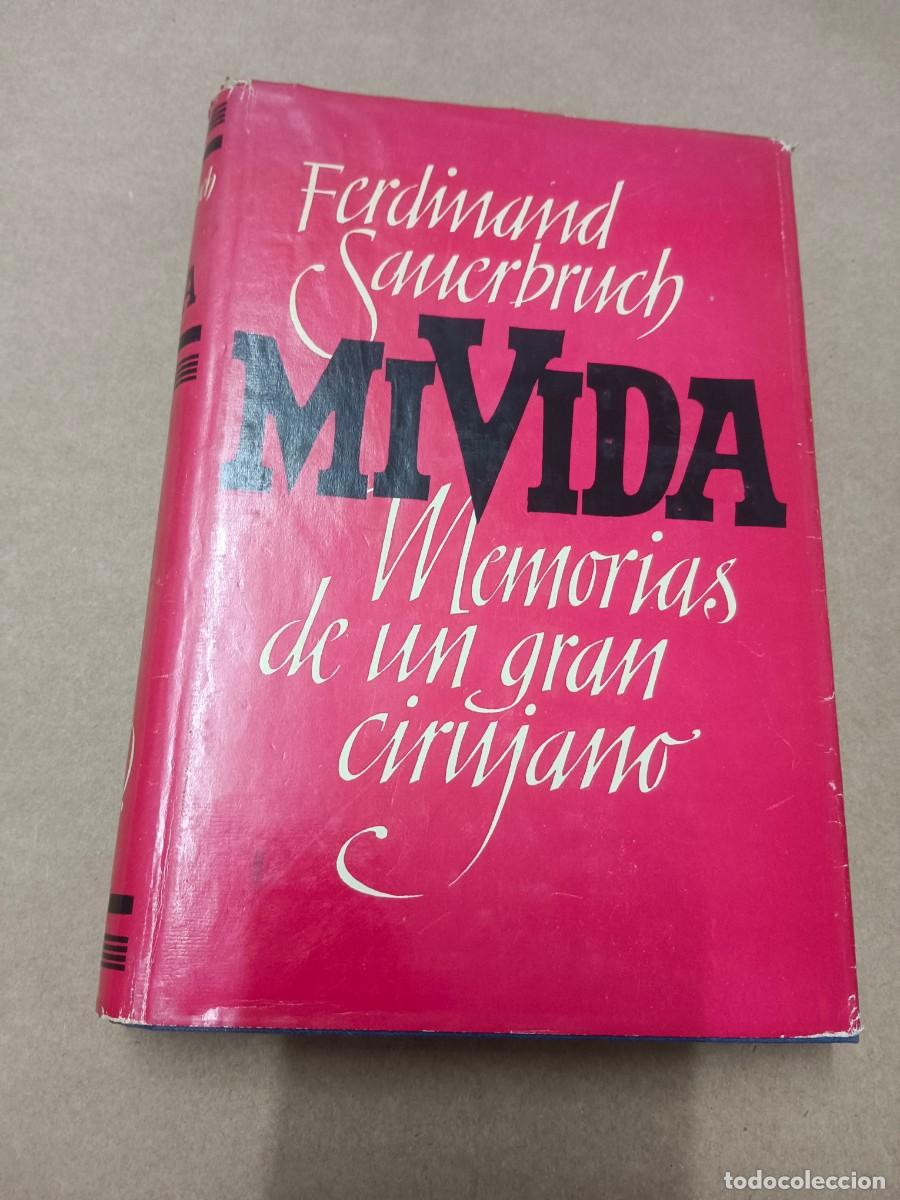 Ferdinand
Sauerbruch
MI VIDA
Memorias
de un gran
cirujano
todocoleccion